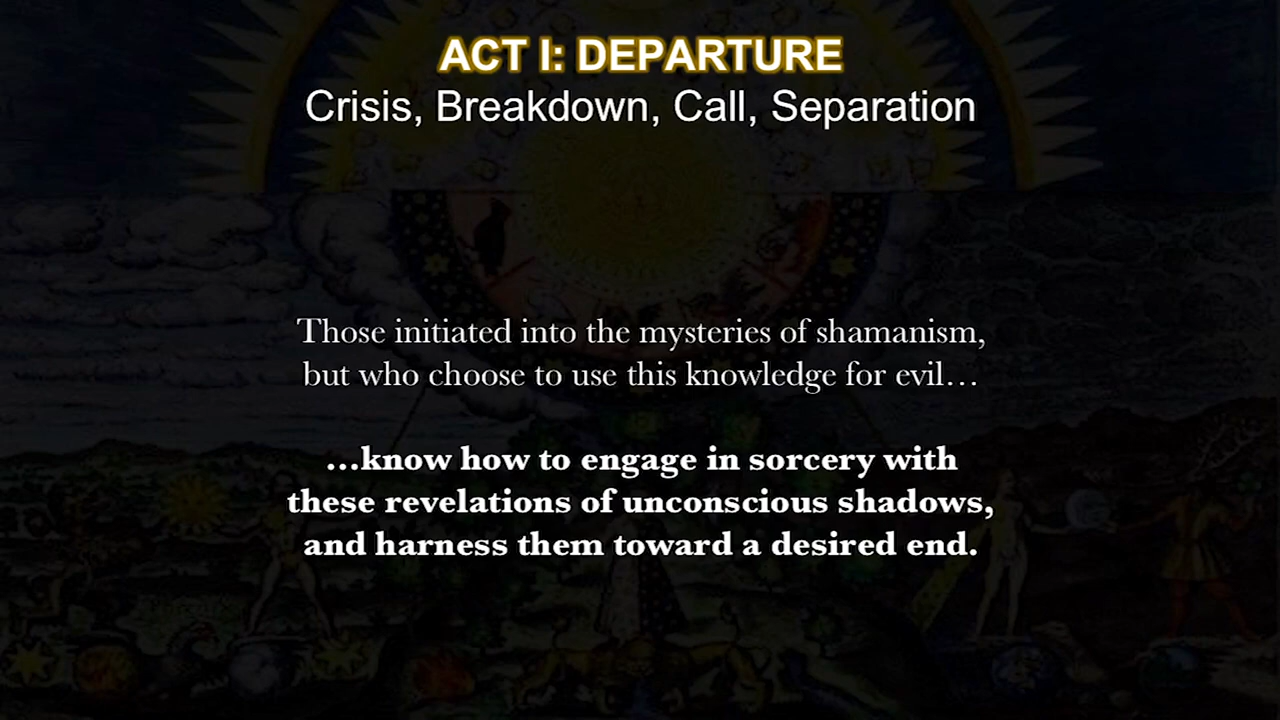 ACT I: DEPARTURE
Crisis, Breakdown, Call, Separation
Those initiated into the mysteries of shamanism,
but who choose to use this knowledge for evil…
…know how to engage in sorcery with
these revelations of unconscious shadows,
and harness them toward a desired end.